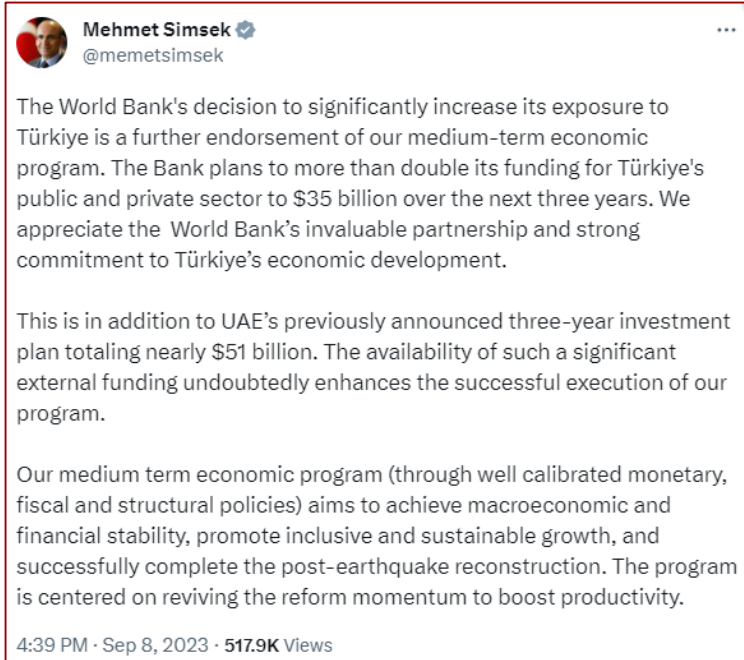 Mehmet Simsek
@memetsimsek
The World Bank's decision to significantly increase its exposure to
Türkiye is a further endorsement of our medium-term economic
program. The Bank plans to more than double its funding for Türkiye's
public and private sector to $35 billion over the next three years. We
appreciate the  World Bank’s invaluable partnership and strong
commitment to Türkiye’s economic development.
This is in addition to UAE’s previously announced three-year investment
plan totaling nearly $51 billion. The availability of such a significant
external funding undoubtedly enhances the successful execution of our
program.
Our medium term economic program (through well calibrated monetary,
fiscal and structural policies) aims to achieve macroeconomic and
financial stability, promote inclusive and sustainable growth, and
successfully complete the post-earthquake reconstruction. The program
is centered on reviving the reform momentum to boost productivity.
4:39 PM · Sep 8, 2023 · 517.9K Views